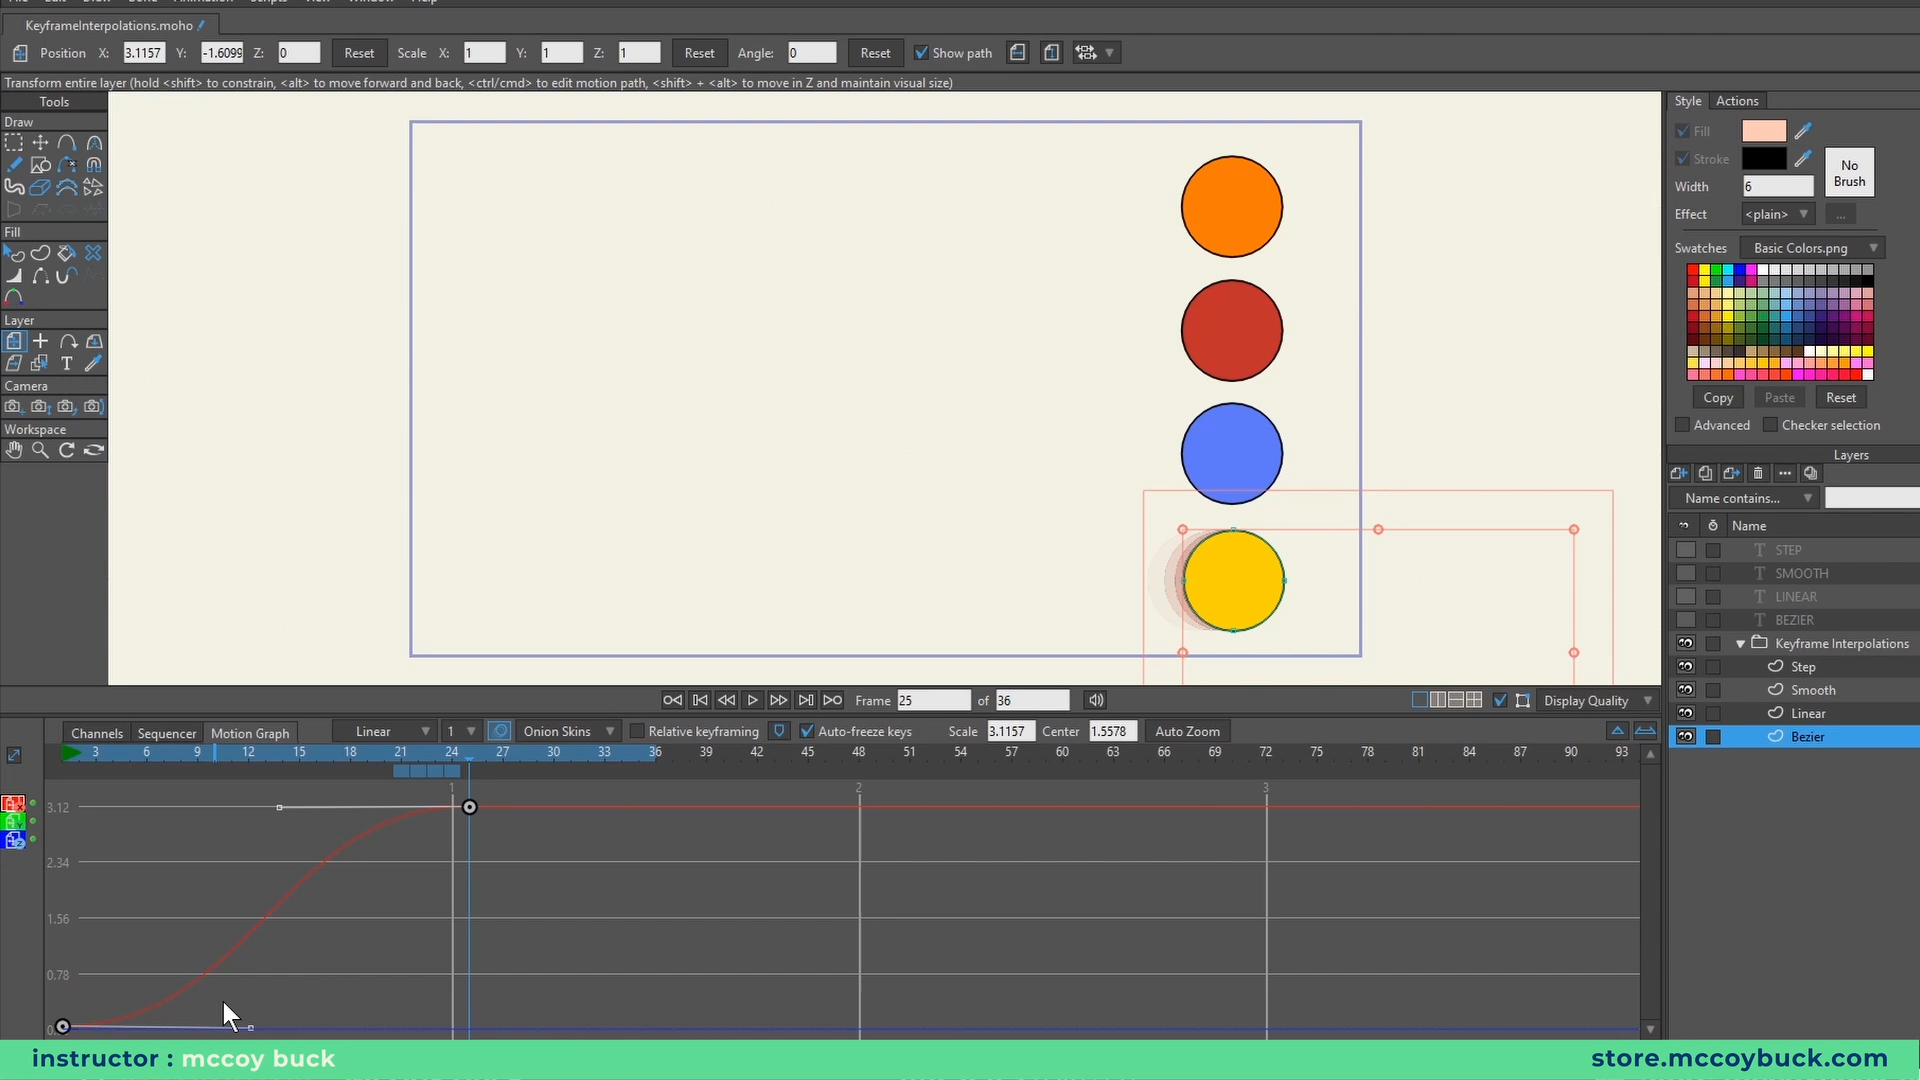 KeyframeInterpolations.moho
Position X: 3.1157 Y: -1.6099 Z: 0 Reset Scale X: 1 Y: 1 Z: 1 Reset Angle: 0 Reset Show path
Transform entire layer (hold <shift> to constrain, <alt> to move forward and back, <ctrl/cmd> to edit motion path, <shift> + <alt> to move in Z and maintain visual size)
Tools
Draw
Fill
Layer
Camera
Workspace
Style Actions
Fill
Stroke
No Brush
Width 6
Effect <plain> ...
Swatches Basic Colors.png
Copy Paste Reset
Advanced Checker selection
Layers
Name contains...
Name
STEP
SMOOTH
LINEAR
BEZIER
Keyframe Interpolations
Step
Smooth
Linear
Bezier
Frame 25 of 36 Display Quality
Channels Sequencer Motion Graph Linear 1 Onion Skins Relative keyframing Auto-freeze keys Scale 3.1157 Center 1.5578 Auto Zoom
3 6 9 12 15 18 21 24 27 30 33 36 39 42 45 48 51 54 57 60 63 66 69 72 75 78 81 84 87 90 93
1 2 3
3.12
2.34
1.56
0.78
instructor : mccoy buck
store.mccoybuck.com